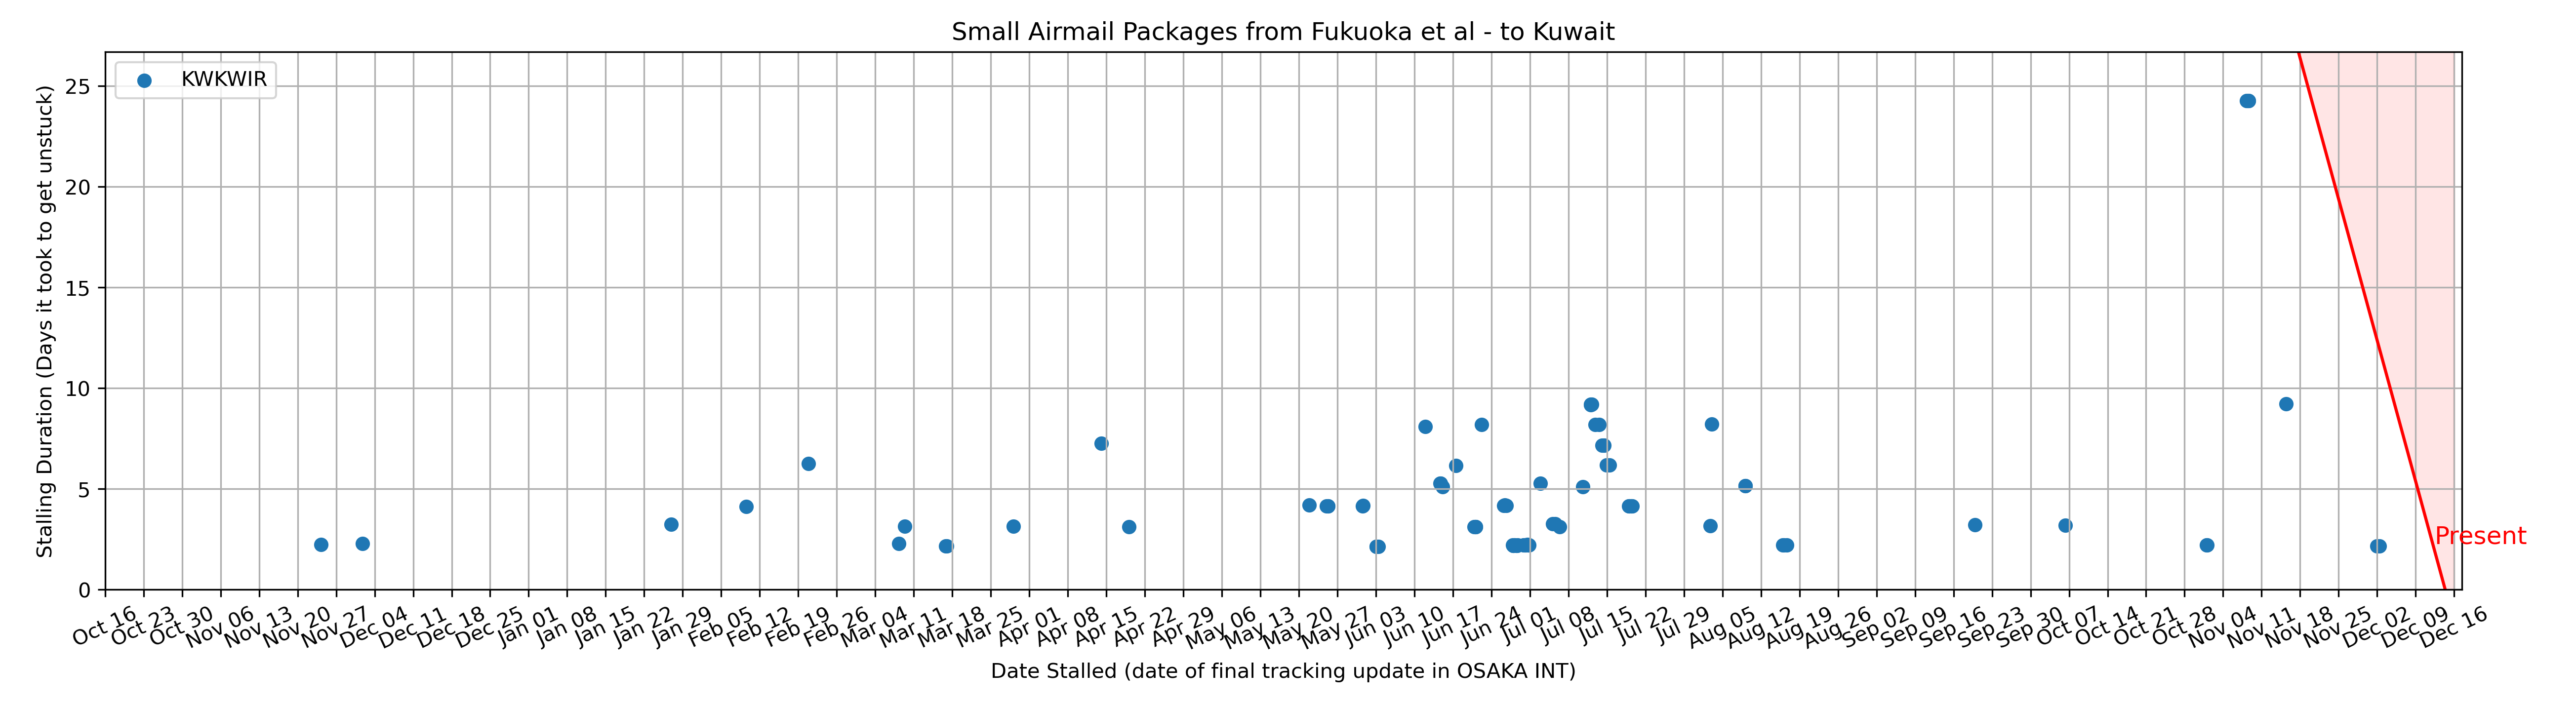 Small Airmail Packages from Fukuoka et al - to Kuwait
KWKWIR
Stalling Duration (Days it took to get unstuck)
25
20
15
10
5
0
Present
Oct 16 Oct 23 Oct 30 Nov 06 Nov 13 Nov 20 Nov 27 Dec 04 Dec 11 Dec 18 Dec 25 Jan 01 Jan 08 Jan 15 Jan 22 Jan 29 Feb 05 Feb 12 Feb 19 Feb 26 Mar 04 Mar 11 Mar 18 Mar 25 Apr 01 Apr 08 Apr 15 Apr 22 Apr 29 May 06 May 13 May 20 May 27 Jun 03 Jun 10 Jun 17 Jun 24 Jul 01 Jul 08 Jul 15 Jul 22 Jul 29 Aug 05 Aug 12 Aug 19 Aug 26 Sep 02 Sep 09 Sep 16 Sep 23 Sep 30 Oct 07 Oct 14 Oct 21 Oct 28 Nov 04 Nov 11 Nov 18 Nov 25 Dec 02 Dec 09 Dec 16
Date Stalled (date of final tracking update in OSAKA INT)